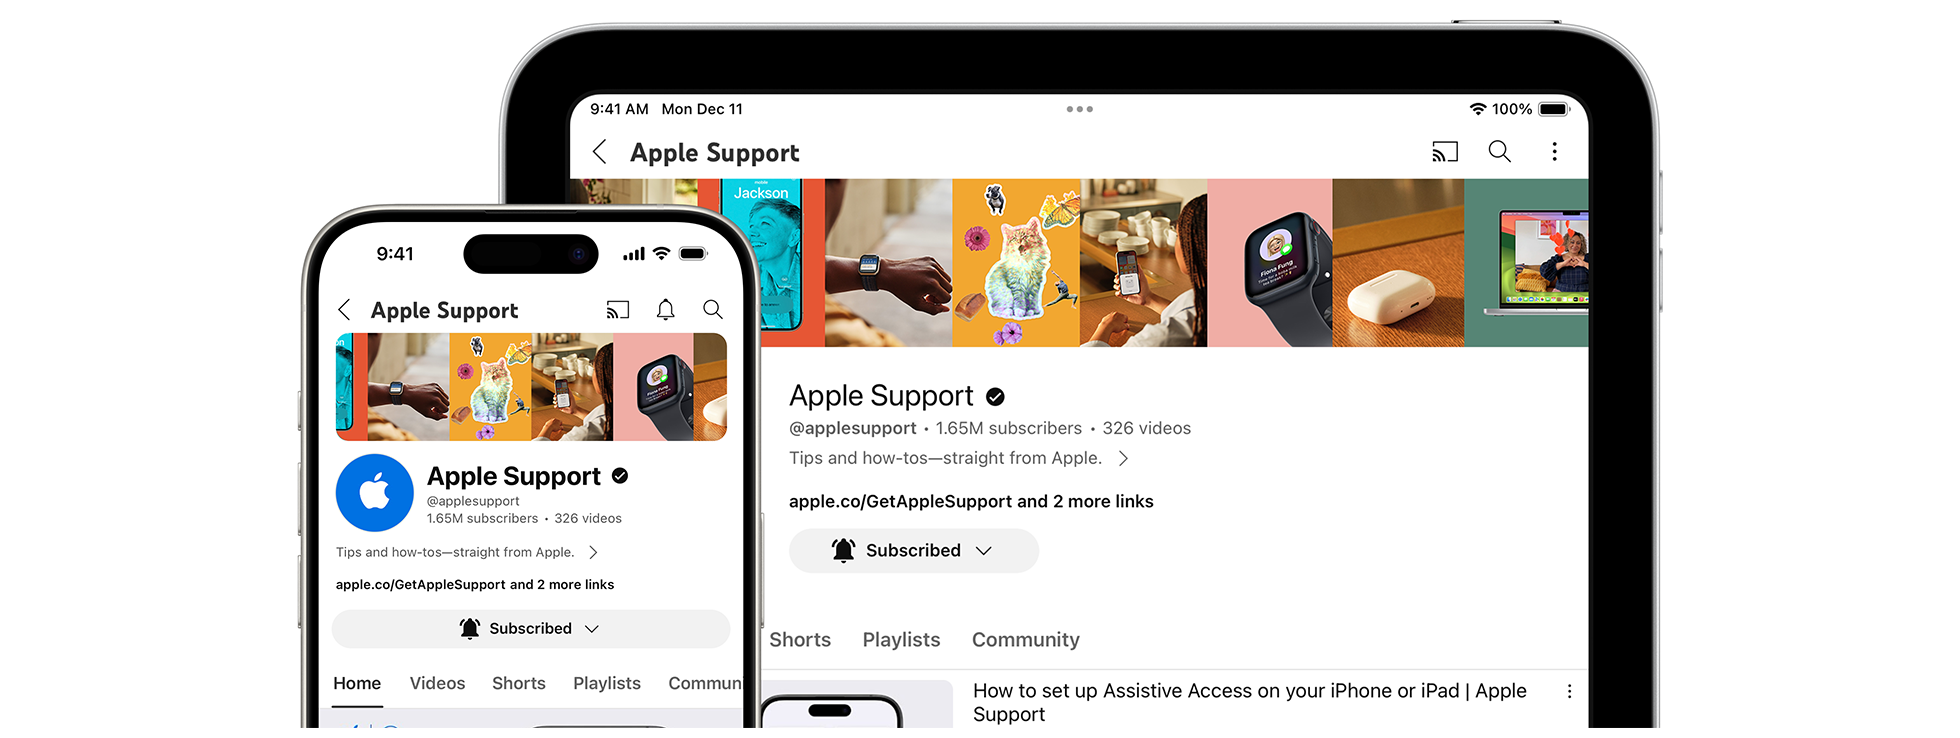 9:41 AM Mon Dec 11
100%
Apple Support
Jackson
Fiona Fung
Apple Support
@applesupport • 1.65M subscribers • 326 videos
Tips and how-tos—straight from Apple.
apple.co/GetAppleSupport and 2 more links
Subscribed
Shorts Playlists Community
How to set up Assistive Access on your iPhone or iPad | Apple
Support
9:41
Apple Support
Apple Support
@applesupport
1.65M subscribers • 326 videos
Tips and how-tos—straight from Apple.
apple.co/GetAppleSupport and 2 more links
Subscribed
Home Videos Shorts Playlists Communi